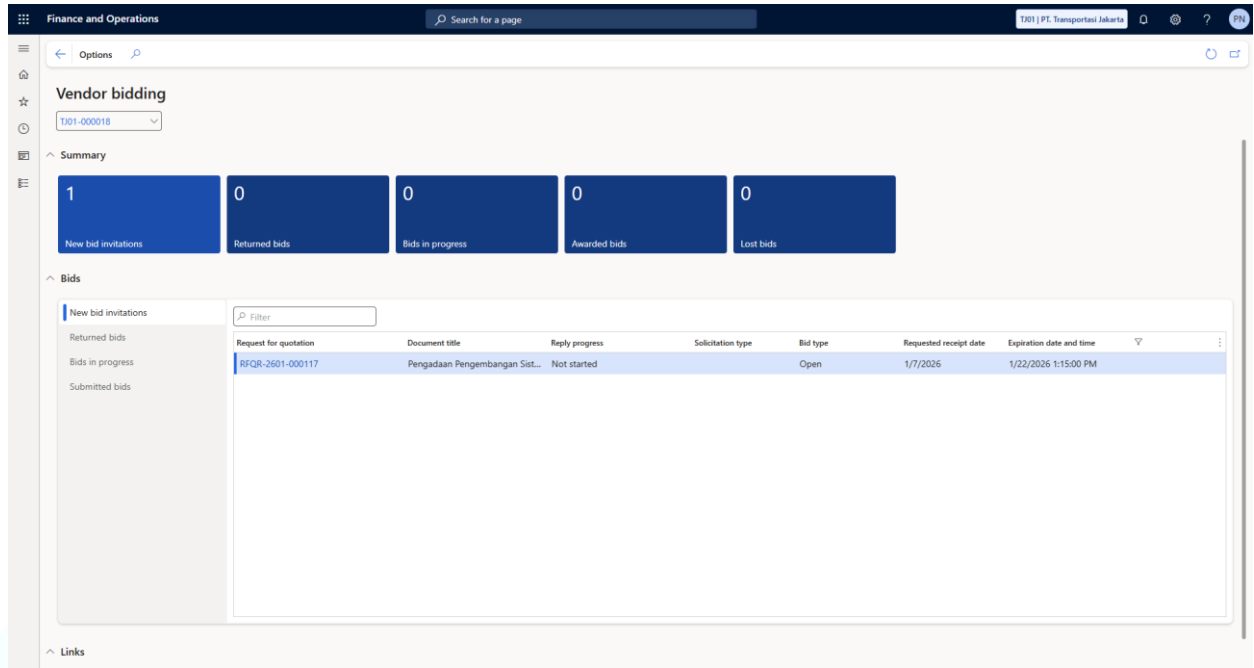 Finance and Operations
Search for a page
TJ01 | PT. Transportasi Jakarta
?
PN
Options
Vendor bidding
TJ01-000018
Summary
1
New bid invitations
0
Returned bids
0
Bids in progress
0
Awarded bids
0
Lost bids
Bids
New bid invitations
Returned bids
Bids in progress
Submitted bids
Filter
Request for quotation Document title Reply progress Solicitation type Bid type Requested receipt date Expiration date and time
RFQR-2601-000117 Pengadaan Pengembangan Sist... Not started Open 1/7/2026 1/22/2026 1:15:00 PM
Links